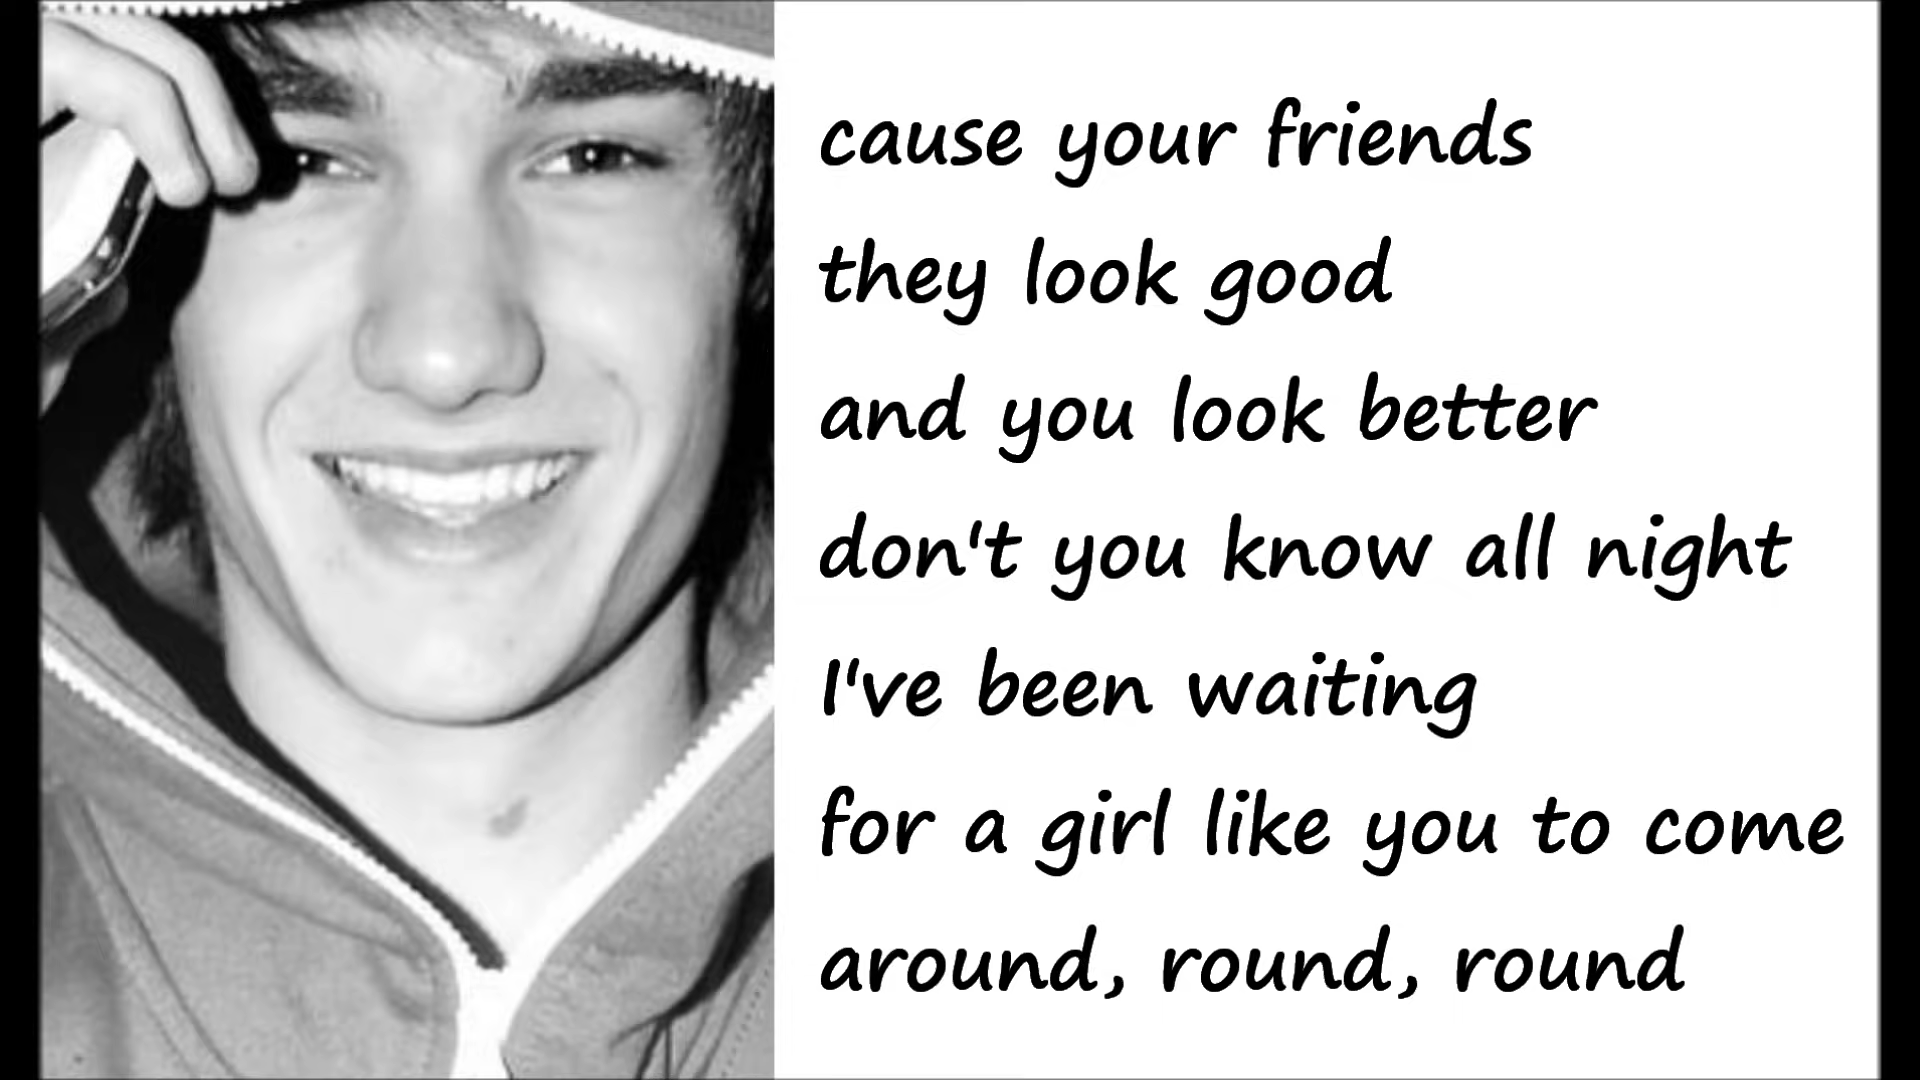 cause your friends
they look good
and you look better
don't you know all night
I've been waiting
for a girl like you to come
around, round, round